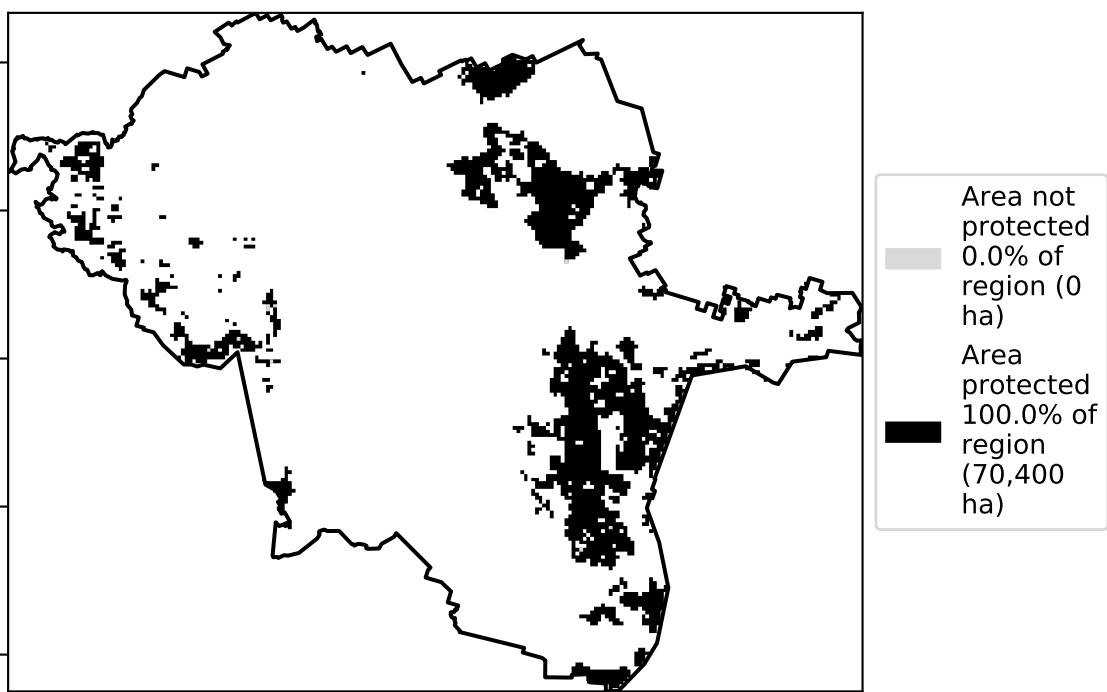 Area not
protected
0.0% of
region (0
ha)
Area
protected
100.0% of
region
(70,400
ha)